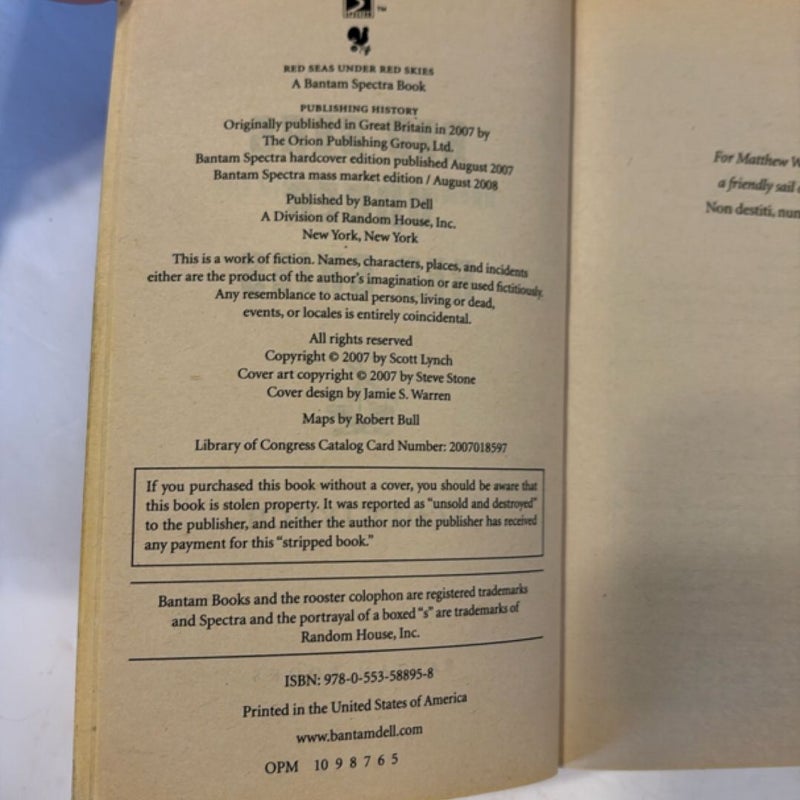 SPECTRA
™
RED SEAS UNDER RED SKIES
A Bantam Spectra Book
PUBLISHING HISTORY
Originally published in Great Britain in 2007 by
The Orion Publishing Group, Ltd.
Bantam Spectra hardcover edition published August 2007
Bantam Spectra mass market edition / August 2008
Published by Bantam Dell
A Division of Random House, Inc.
New York, New York
This is a work of fiction. Names, characters, places, and incidents
either are the product of the author's imagination or are used fictitiously.
Any resemblance to actual persons, living or dead,
events, or locales is entirely coincidental.
All rights reserved
Copyright © 2007 by Scott Lynch
Cover art copyright © 2007 by Steve Stone
Cover design by Jamie S. Warren
Maps by Robert Bull
Library of Congress Catalog Card Number: 2007018597
If you purchased this book without a cover, you should be aware that
this book is stolen property. It was reported as "unsold and destroyed"
to the publisher, and neither the author nor the publisher has received
any payment for this "stripped book."
Bantam Books and the rooster colophon are registered trademarks
and Spectra and the portrayal of a boxed "s" are trademarks of
Random House, Inc.
ISBN: 978-0-553-58895-8
Printed in the United States of America
www.bantamdell.com
OPM 10 9 8 7 6 5
For Matthew W
a friendly sail
Non destiti, nun